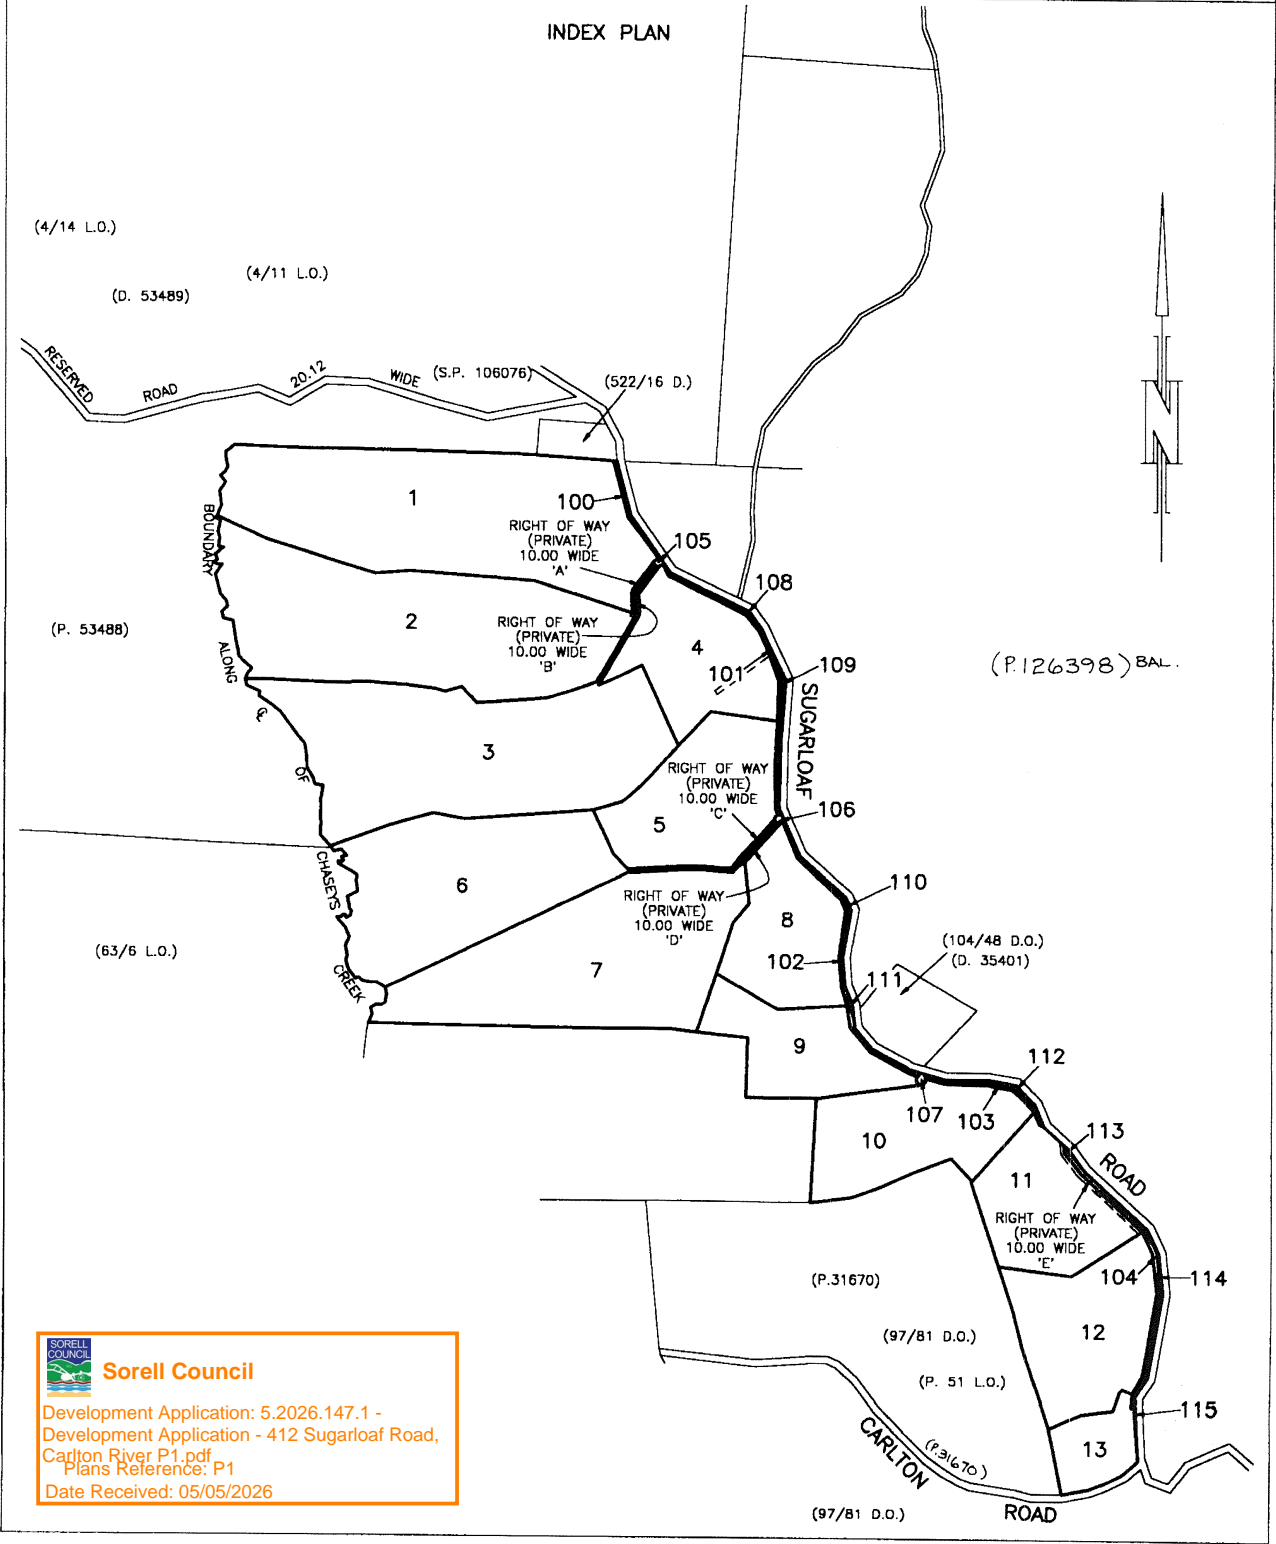 INDEX PLAN
(4/14 L.O.)
(4/11 L.O.)
(D. 53489)
RESERVED
ROAD
20.12
WIDE
(S.P. 106076)
(522/16 D.)
1
100
RIGHT OF WAY
(PRIVATE)
10.00 WIDE
'A'
105
BOUNDARY
108
2
RIGHT OF WAY
(PRIVATE)
10.00 WIDE
'B'
4
(P. 53488)
ALONG
101
109
(P.126398) BAL.
SUGARLOAF
℄
OF
3
RIGHT OF WAY
(PRIVATE)
10.00 WIDE
'C'
106
5
CHASEYS
6
110
RIGHT OF WAY
(PRIVATE)
10.00 WIDE
'D'
8
(63/6 L.O.)
(104/48 D.O.)
(D. 35401)
102
7
CREEK
111
9
112
107
103
10
113
ROAD
11
RIGHT OF WAY
(PRIVATE)
10.00 WIDE
'E'
104
114
(P.31670)
(97/81 D.O.)
12
(P. 51 L.O.)
115
CARLTON
(P.31670)
13
ROAD
(97/81 D.O.)
N
SORELL
COUNCIL
Sorell Council
Development Application: 5.2026.147.1 -
Development Application - 412 Sugarloaf Road,
Carlton River P1.pdf
Plans Reference: P1
Date Received: 05/05/2026